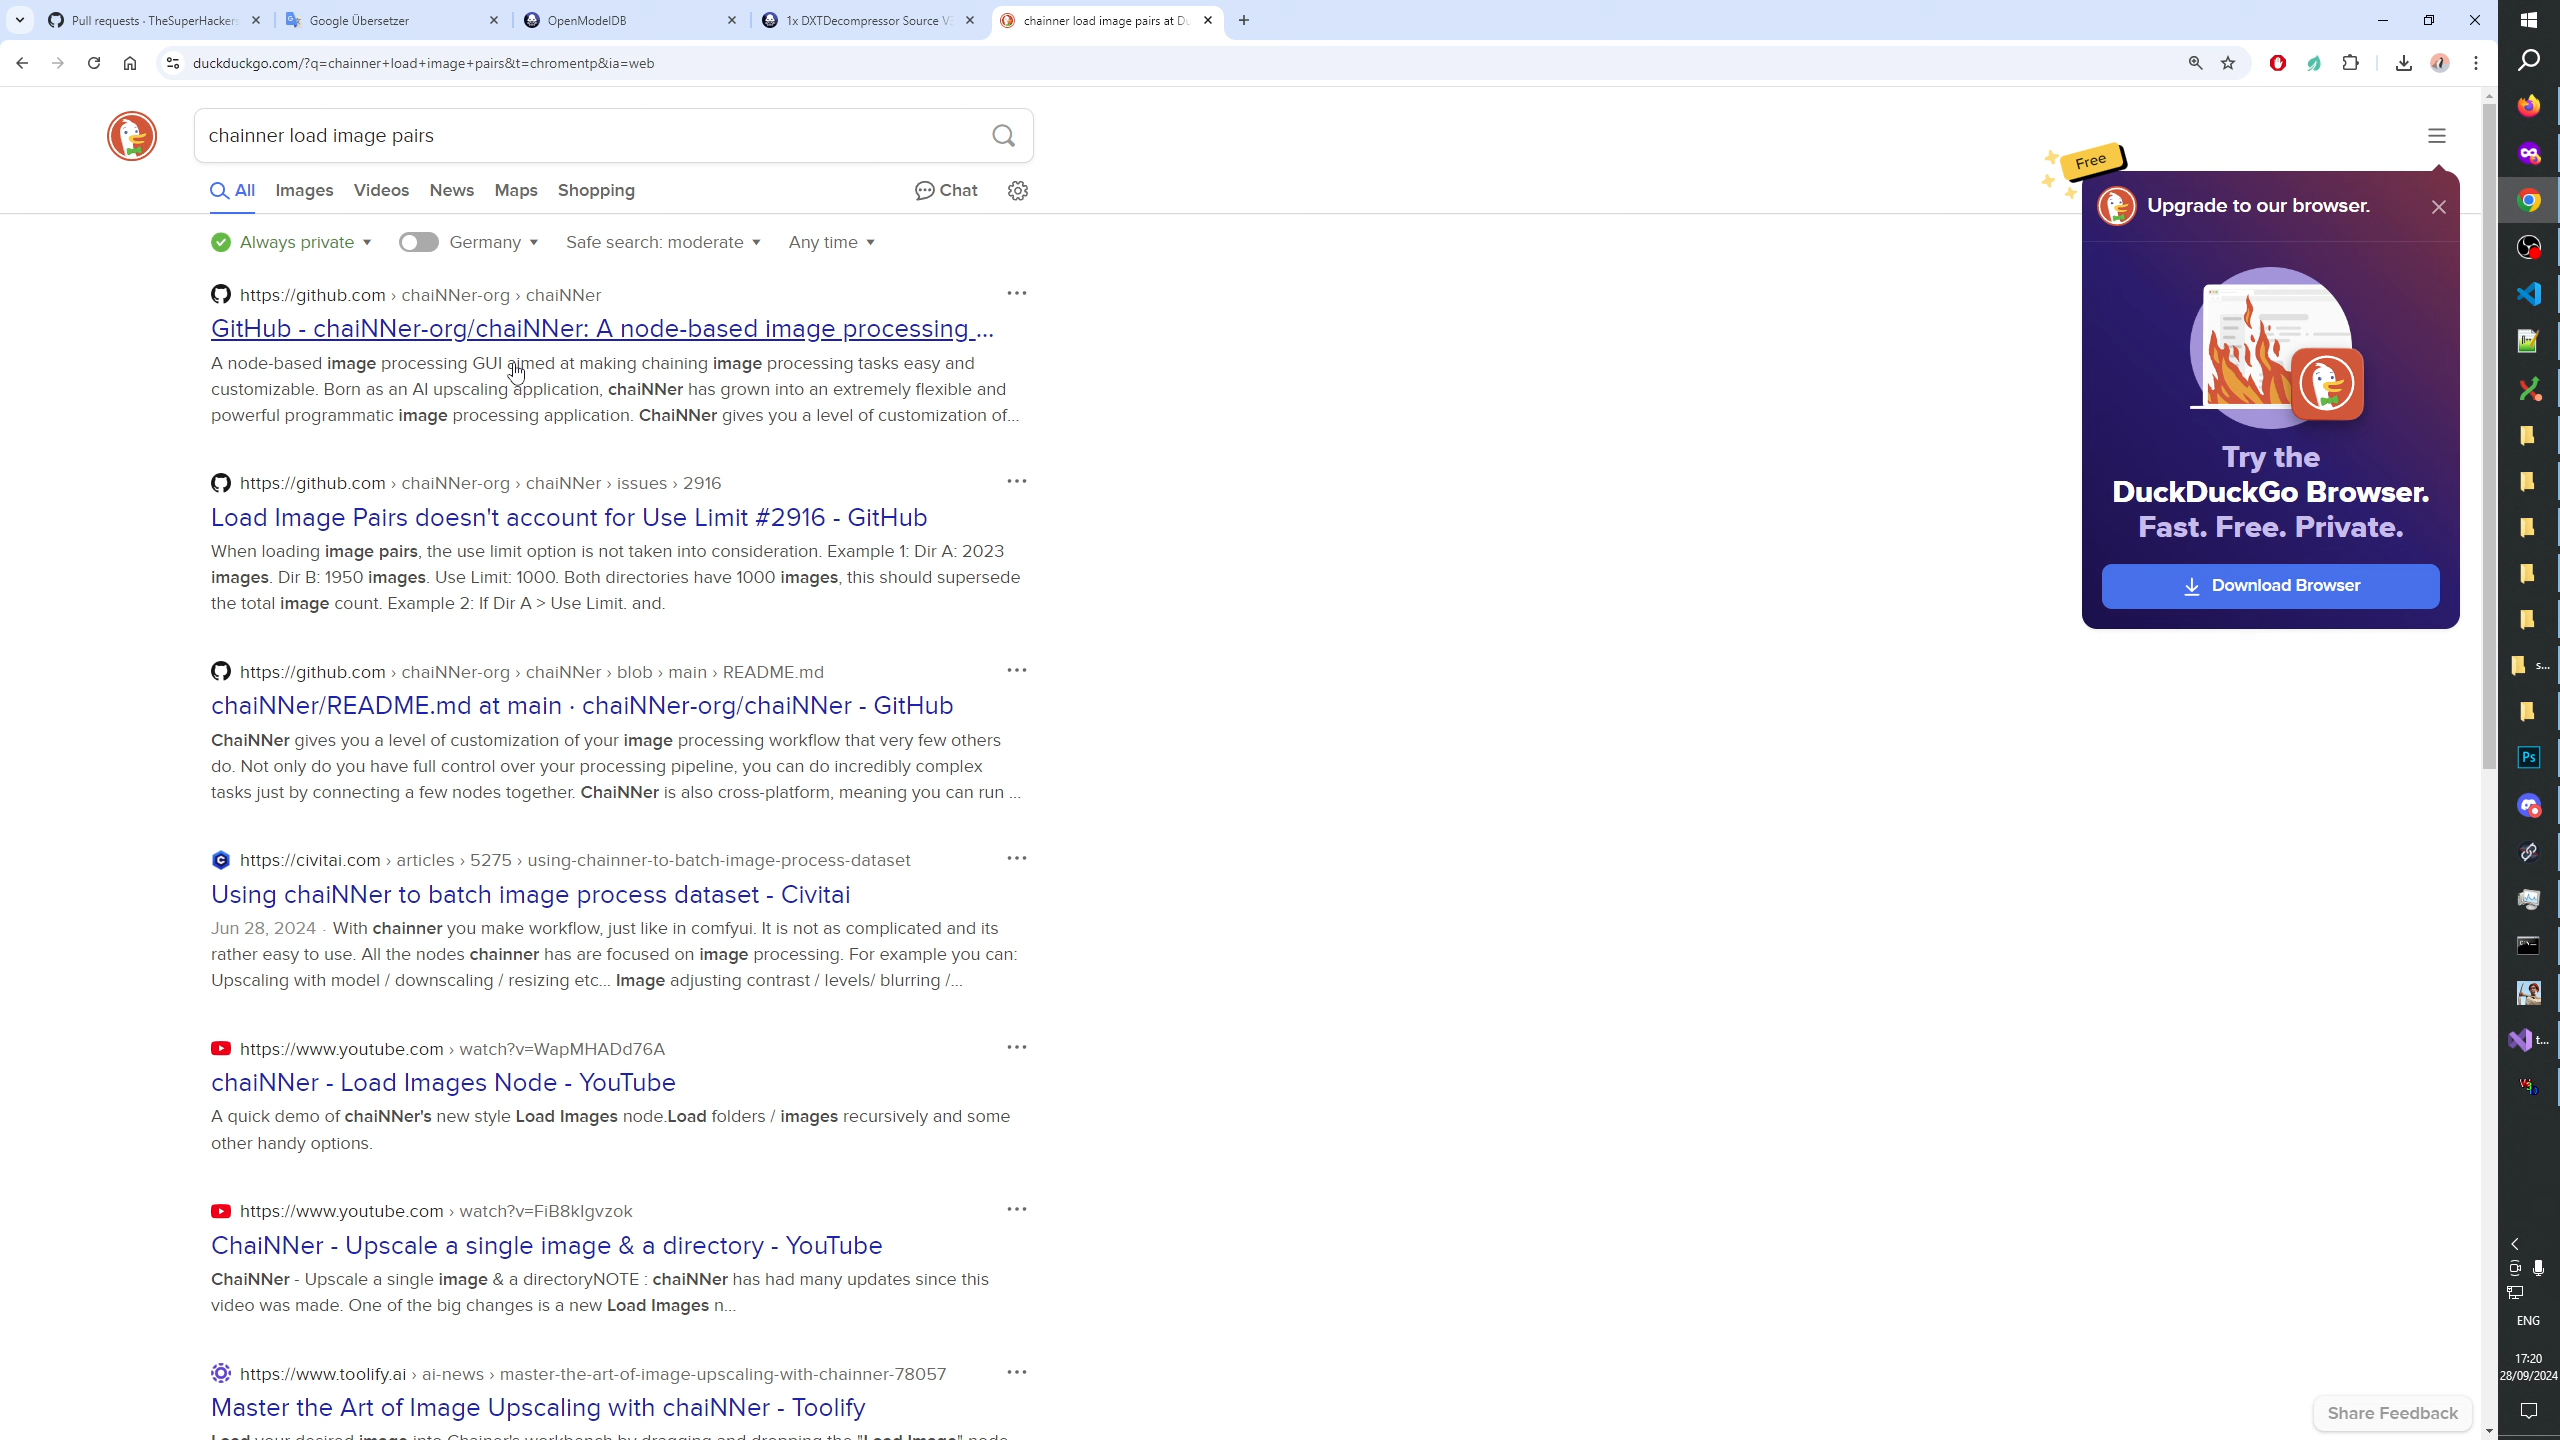 Pull requests · TheSuperHackers
Google Übersetzer
OpenModelDB
1x DXTDecompressor Source V3
chainner load image pairs at Du
duckduckgo.com/?q=chainner+load+image+pairs&t=chromentp&ia=web
chainner load image pairs
All Images Videos News Maps Shopping Chat
Always private Germany Safe search: moderate Any time
https://github.com › chaiNNer-org › chaiNNer
GitHub - chaiNNer-org/chaiNNer: A node-based image processing ...
A node-based image processing GUI aimed at making chaining image processing tasks easy and
customizable. Born as an AI upscaling application, chaiNNer has grown into an extremely flexible and
powerful programmatic image processing application. ChaiNNer gives you a level of customization of...
https://github.com › chaiNNer-org › chaiNNer › issues › 2916
Load Image Pairs doesn't account for Use Limit #2916 - GitHub
When loading image pairs, the use limit option is not taken into consideration. Example 1: Dir A: 2023
images. Dir B: 1950 images. Use Limit: 1000. Both directories have 1000 images, this should supersede
the total image count. Example 2: If Dir A > Use Limit. and.
https://github.com › chaiNNer-org › chaiNNer › blob › main › README.md
chaiNNer/README.md at main · chaiNNer-org/chaiNNer - GitHub
ChaiNNer gives you a level of customization of your image processing workflow that very few others
do. Not only do you have full control over your processing pipeline, you can do incredibly complex
tasks just by connecting a few nodes together. ChaiNNer is also cross-platform, meaning you can run ...
https://civitai.com › articles › 5275 › using-chainner-to-batch-image-process-dataset
Using chaiNNer to batch image process dataset - Civitai
Jun 28, 2024 · With chainner you make workflow, just like in comfyui. It is not as complicated and its
rather easy to use. All the nodes chainner has are focused on image processing. For example you can:
Upscaling with model / downscaling / resizing etc... Image adjusting contrast / levels/ blurring /...
https://www.youtube.com › watch?v=WapMHADd76A
chaiNNer - Load Images Node - YouTube
A quick demo of chaiNNer's new style Load Images node.Load folders / images recursively and some
other handy options.
https://www.youtube.com › watch?v=FiB8klgvzok
ChaiNNer - Upscale a single image & a directory - YouTube
ChaiNNer - Upscale a single image & a directoryNOTE : chaiNNer has had many updates since this
video was made. One of the big changes is a new Load Images n...
https://www.toolify.ai › ai-news › master-the-art-of-image-upscaling-with-chainner-78057
Master the Art of Image Upscaling with chaiNNer - Toolify
Load your desired image into Chainer's workbench by dragging and dropping the "Load Image" node
Free
Upgrade to our browser.
Try the
DuckDuckGo Browser.
Fast. Free. Private.
Download Browser
Share Feedback
s...
Ps
t...
ENG
17:20
28/09/2024